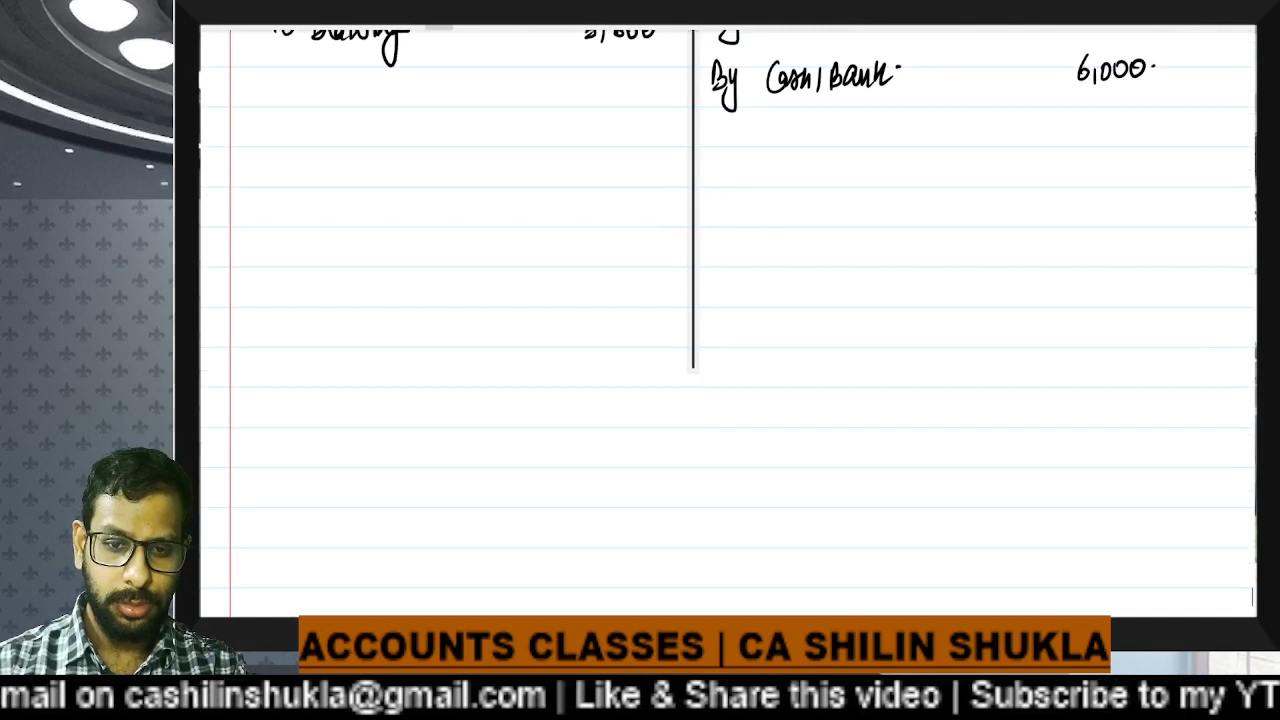 By Cash/Bank 6,000
ACCOUNTS CLASSES | CA SHILIN SHUKLA
mail on cashilinshukla@gmail.com | Like & Share this video | Subscribe to my YT